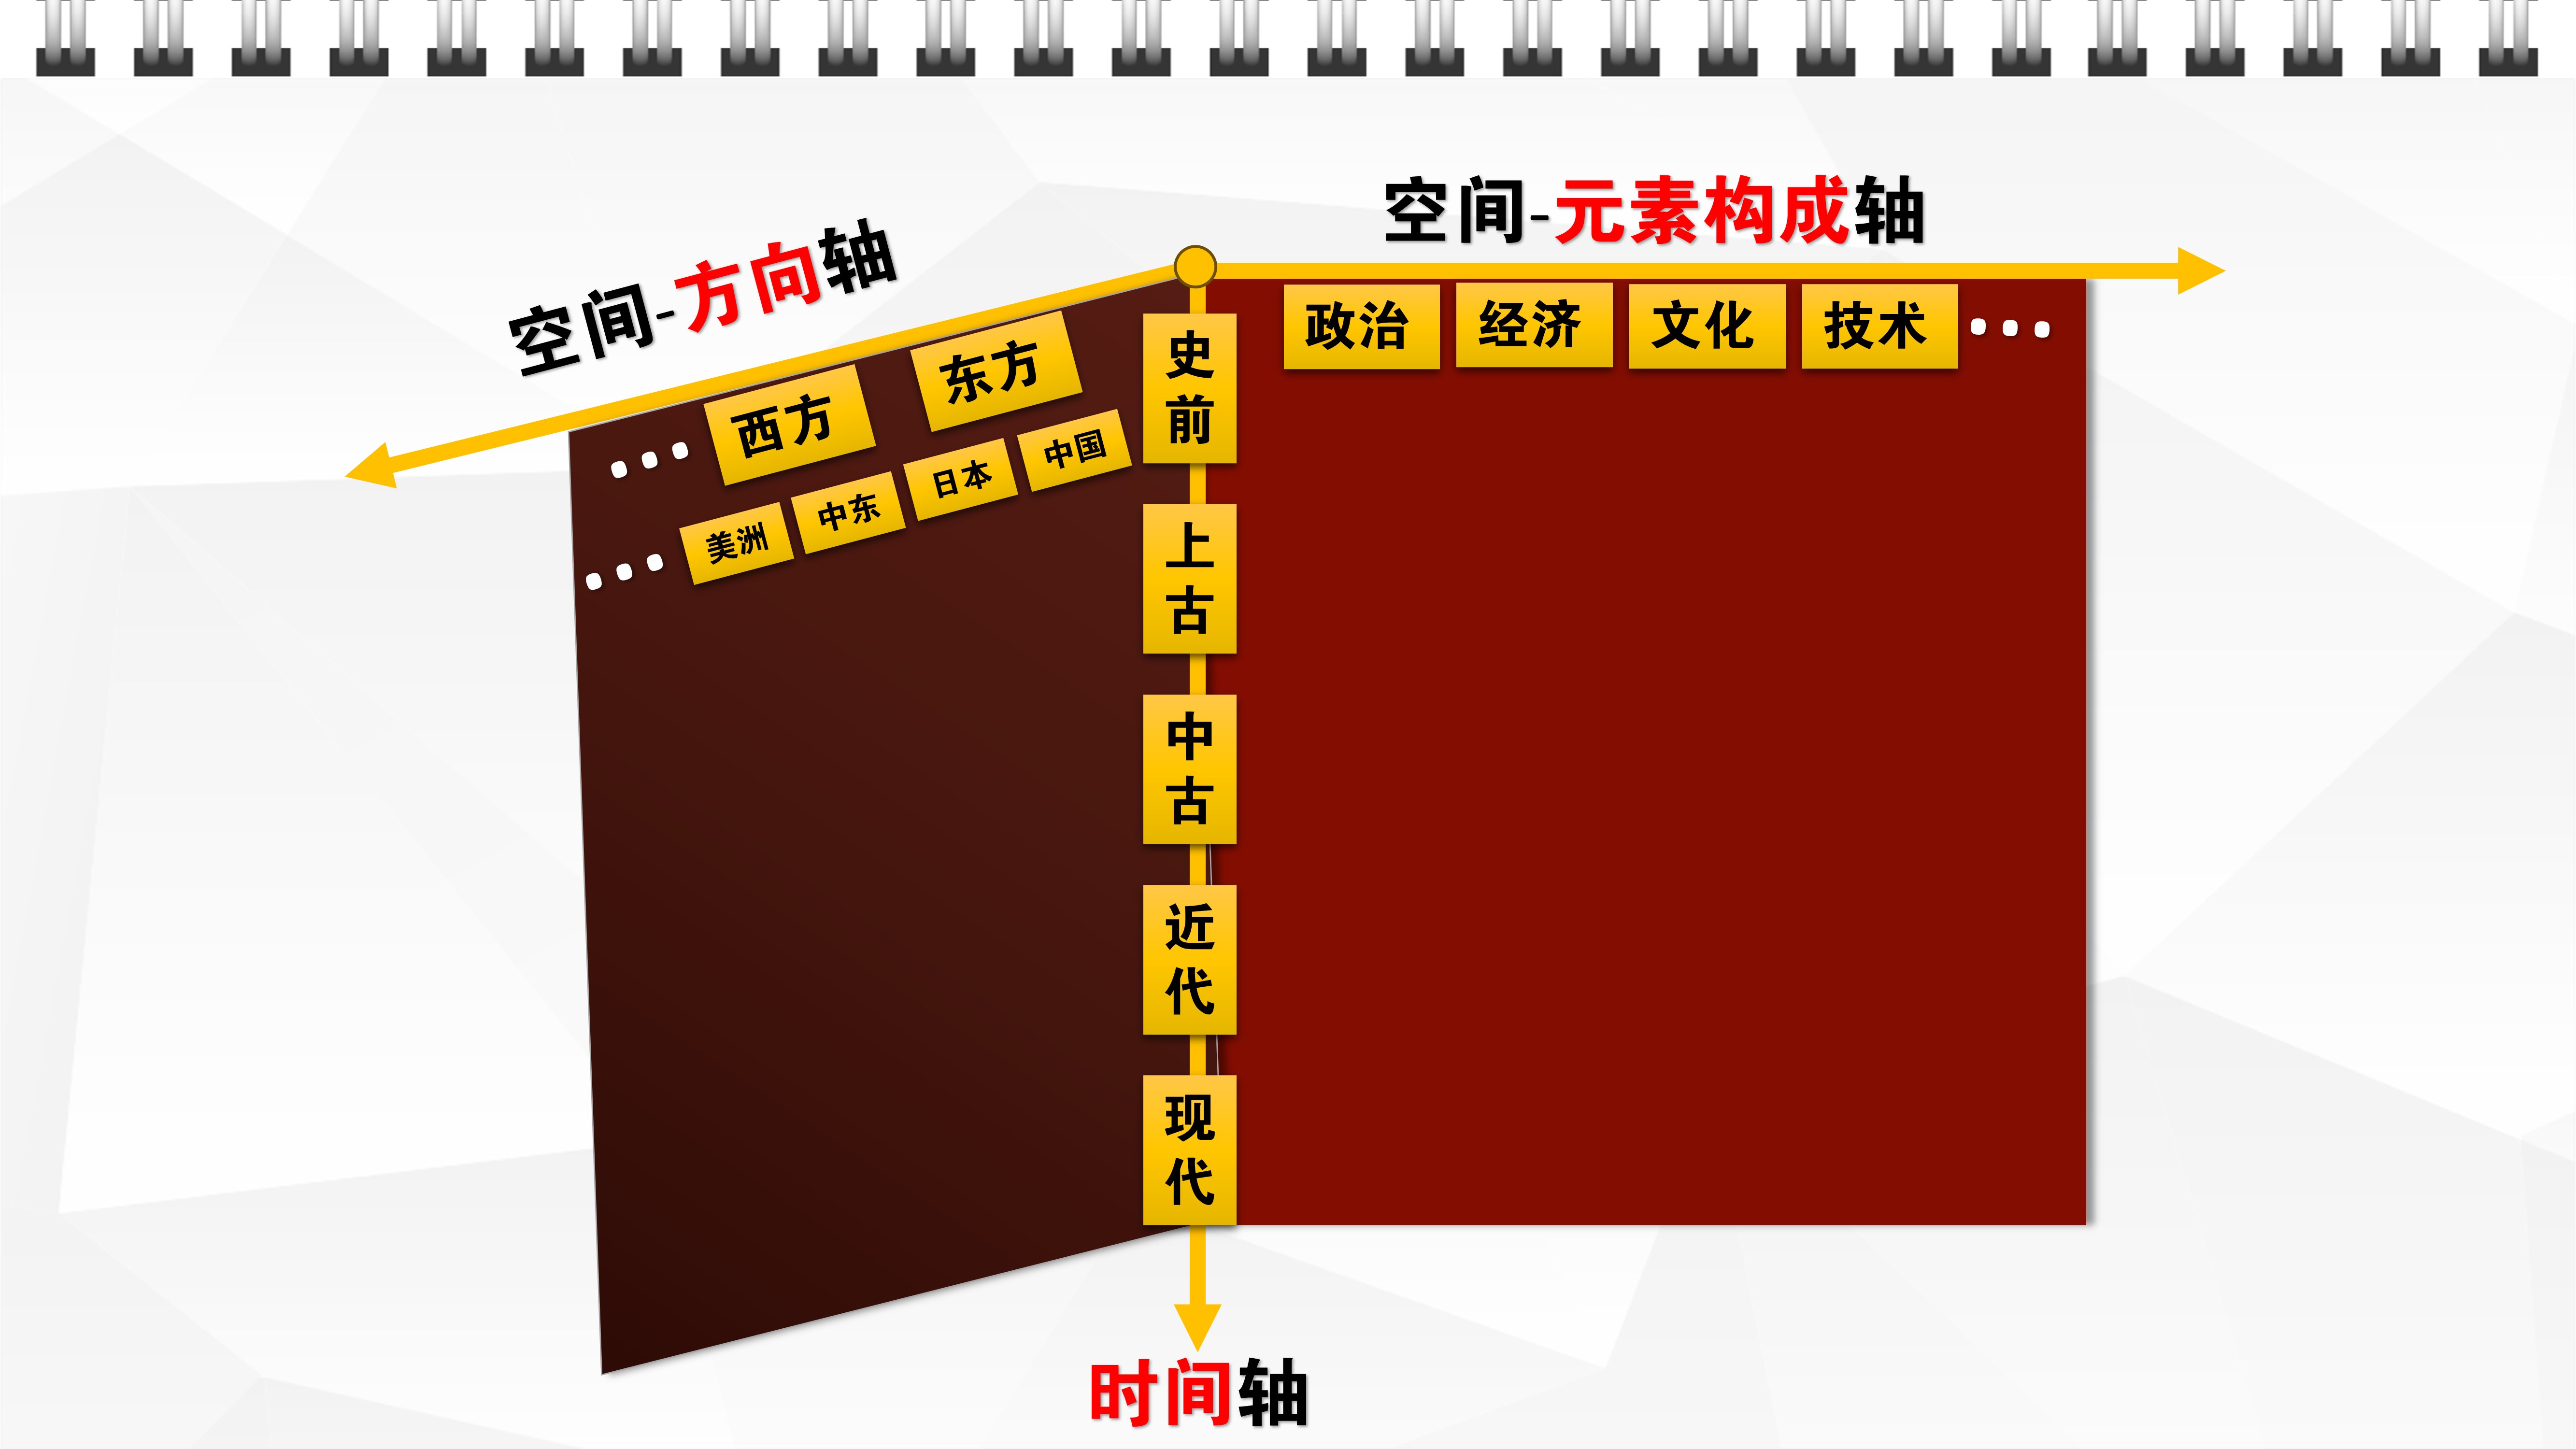 空间-元素构成轴
空间-方向轴
政治
经济
文化
技术
...
东方
西方
...
中国
日本
中东
美洲
...
史前
上古
中古
近代
现代
时间轴